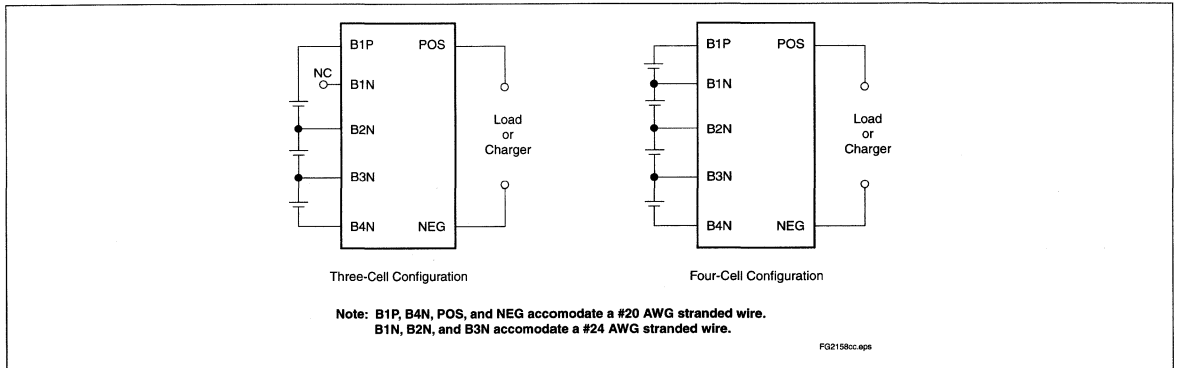 B1P POS
NC
B1N
B2N
B3N
B4N NEG
Load
or
Charger
Three-Cell Configuration
B1P POS
B1N
B2N
B3N
B4N NEG
Load
or
Charger
Four-Cell Configuration
Note: B1P, B4N, POS, and NEG accomodate a #20 AWG stranded wire.
B1N, B2N, and B3N accomodate a #24 AWG stranded wire.
FG2158cc.eps